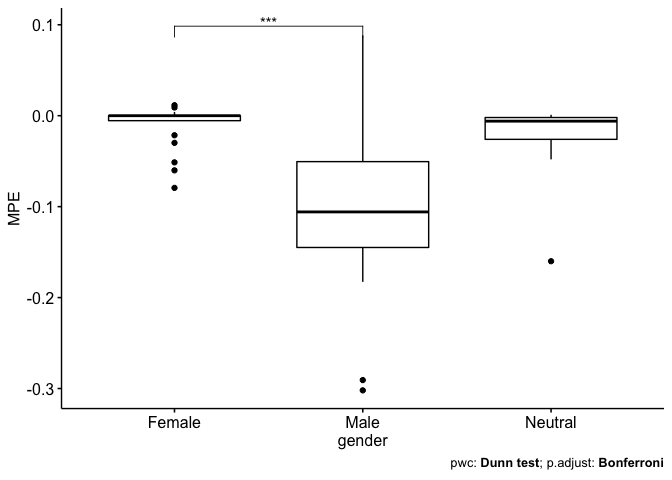 ***
0.1
0.0
-0.1
-0.2
-0.3
MPE
Female Male Neutral
gender
pwc: Dunn test; p.adjust: Bonferroni